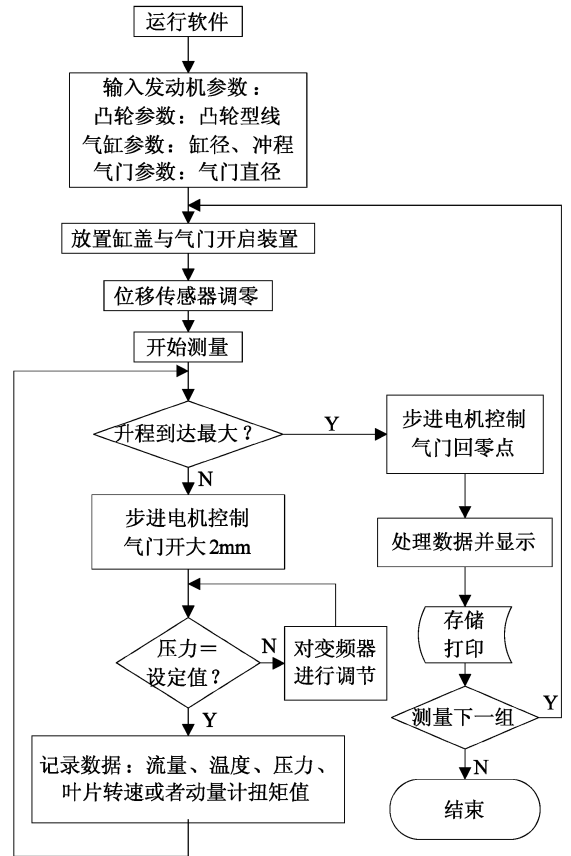 运行软件
输入发动机参数：
凸轮参数：凸轮型线
气缸参数：缸径、冲程
气门参数：气门直径
放置缸盖与气门开启装置
位移传感器调零
开始测量
升程到达最大？
Y
N
步进电机控制
气门开大2mm
压力＝
设定值？
N
对变频器
进行调节
Y
记录数据：流量、温度、压力、
叶片转速或者动量计扭矩值
步进电机控制
气门回零点
处理数据并显示
存储
打印
测量下一组
Y
N
结束